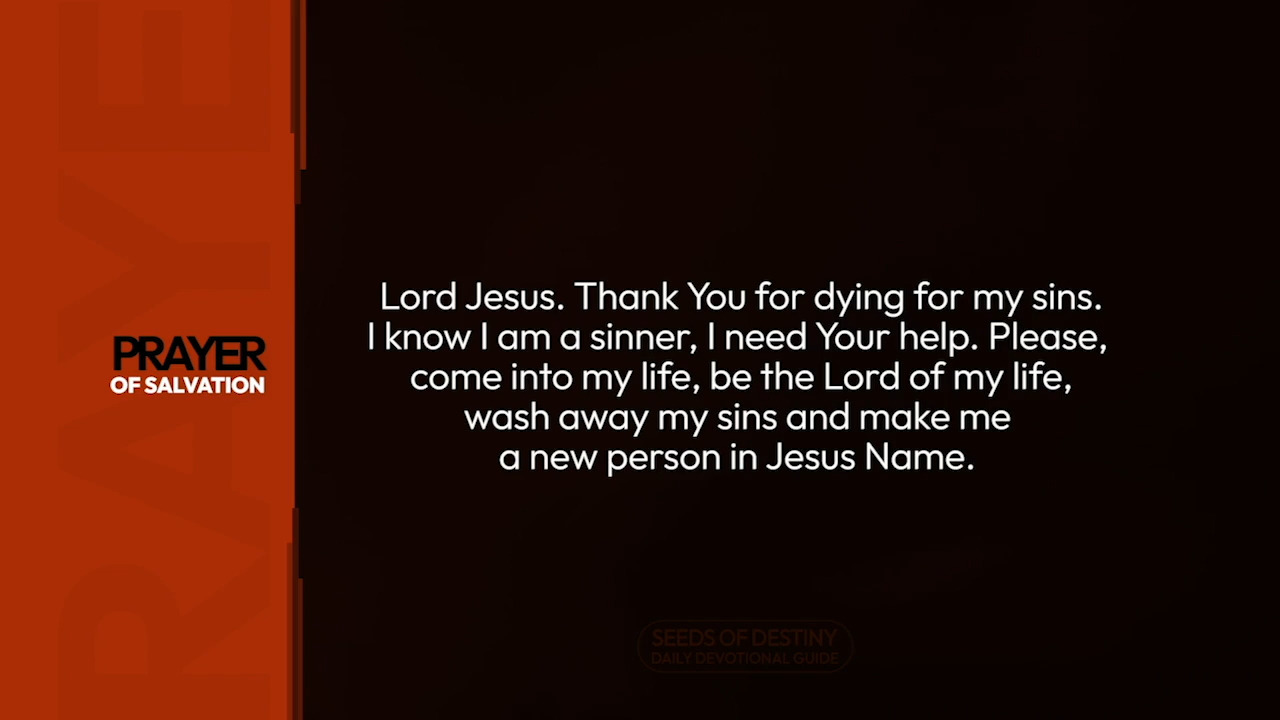 PRAYER
OF SALVATION
Lord Jesus. Thank You for dying for my sins.
I know I am a sinner, I need Your help. Please,
come into my life, be the Lord of my life,
wash away my sins and make me
a new person in Jesus Name.
SEEDS OF DESTINY
DAILY DEVOTIONAL GUIDE
PRAYE